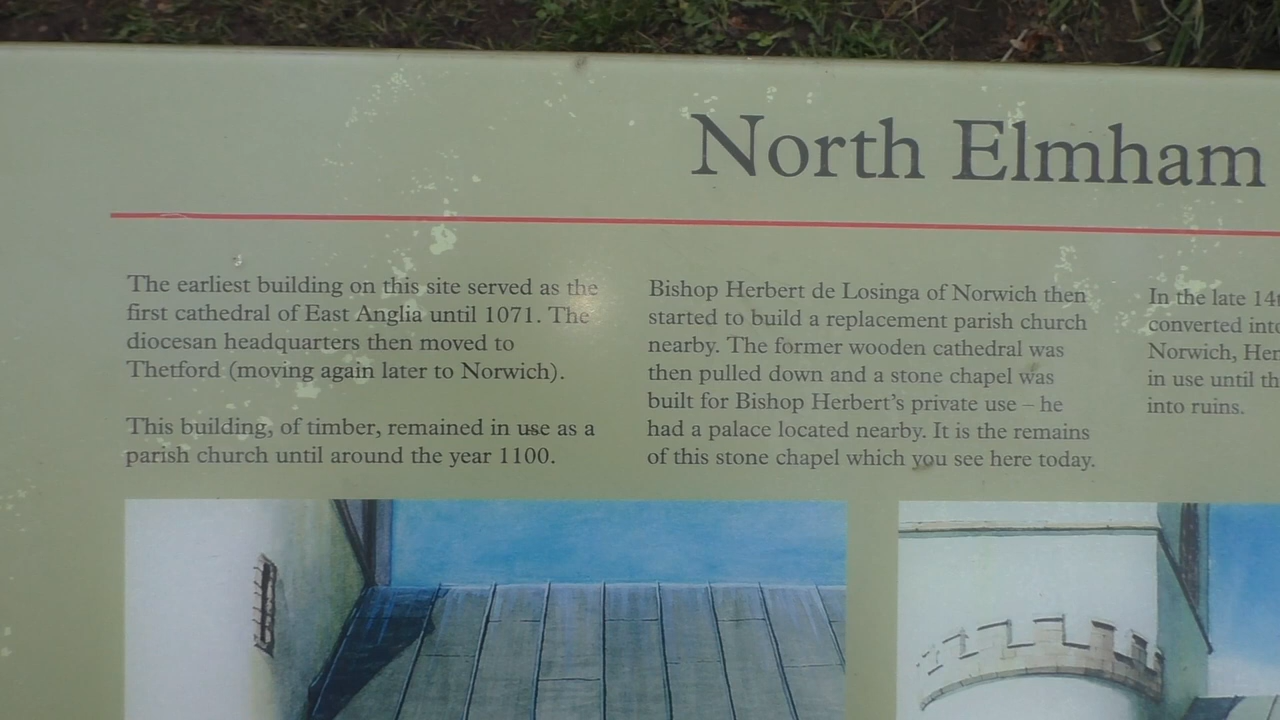 North Elmham
The earliest building on this site served as the
first cathedral of East Anglia until 1071. The
diocesan headquarters then moved to
Thetford (moving again later to Norwich).
This building, of timber, remained in use as a
parish church until around the year 1100.
Bishop Herbert de Losinga of Norwich then
started to build a replacement parish church
nearby. The former wooden cathedral was
then pulled down and a stone chapel was
built for Bishop Herbert's private use – he
had a palace located nearby. It is the remains
of this stone chapel which you see here today.
In the late
converted
Norwich,
in use until
into ruins.